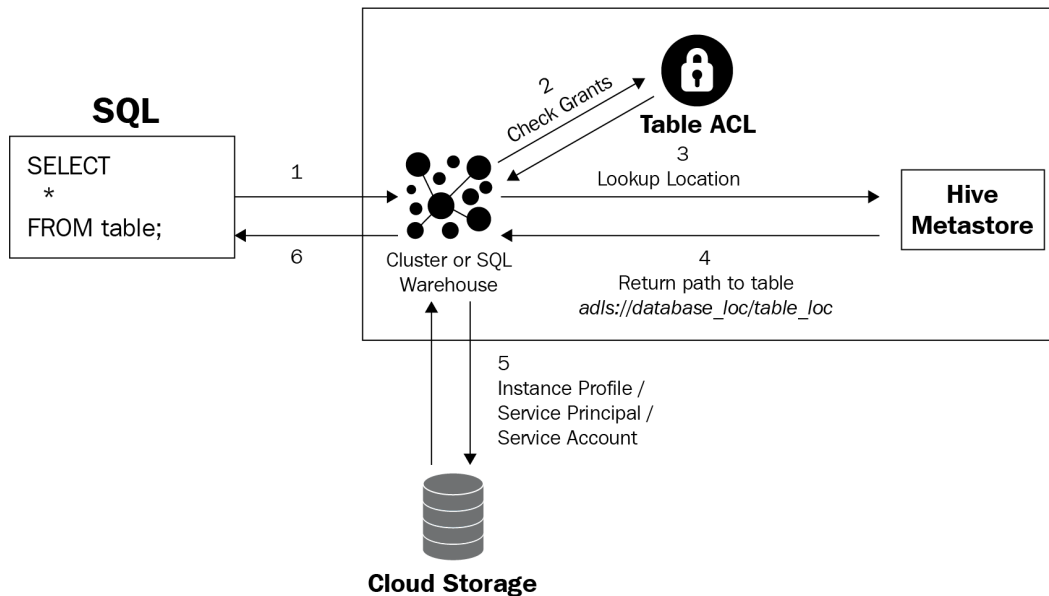 SQL
SELECT
*
FROM table;
1
6
2
Check Grants
Table ACL
3
Lookup Location
Hive
Metastore
Cluster or SQL
Warehouse
4
Return path to table
adls://database_loc/table_loc
5
Instance Profile /
Service Principal /
Service Account
Cloud Storage